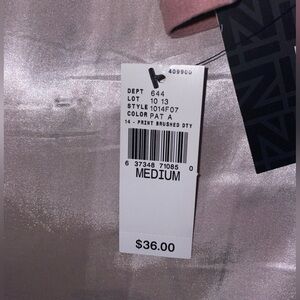 409900
DEPT 644
LOT 10 13
STYLE 1014F07
COLOR PAT A
14 - PRINT BRUSHED DTY
6 37348 71085 0
MEDIUM
$36.00